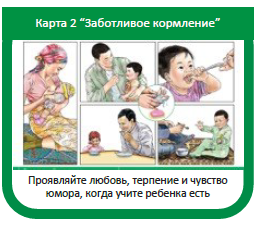 Карта 2 “Заботливое кормление”
Проявляйте любовь, терпение и чувство
юмора, когда учите ребенка есть